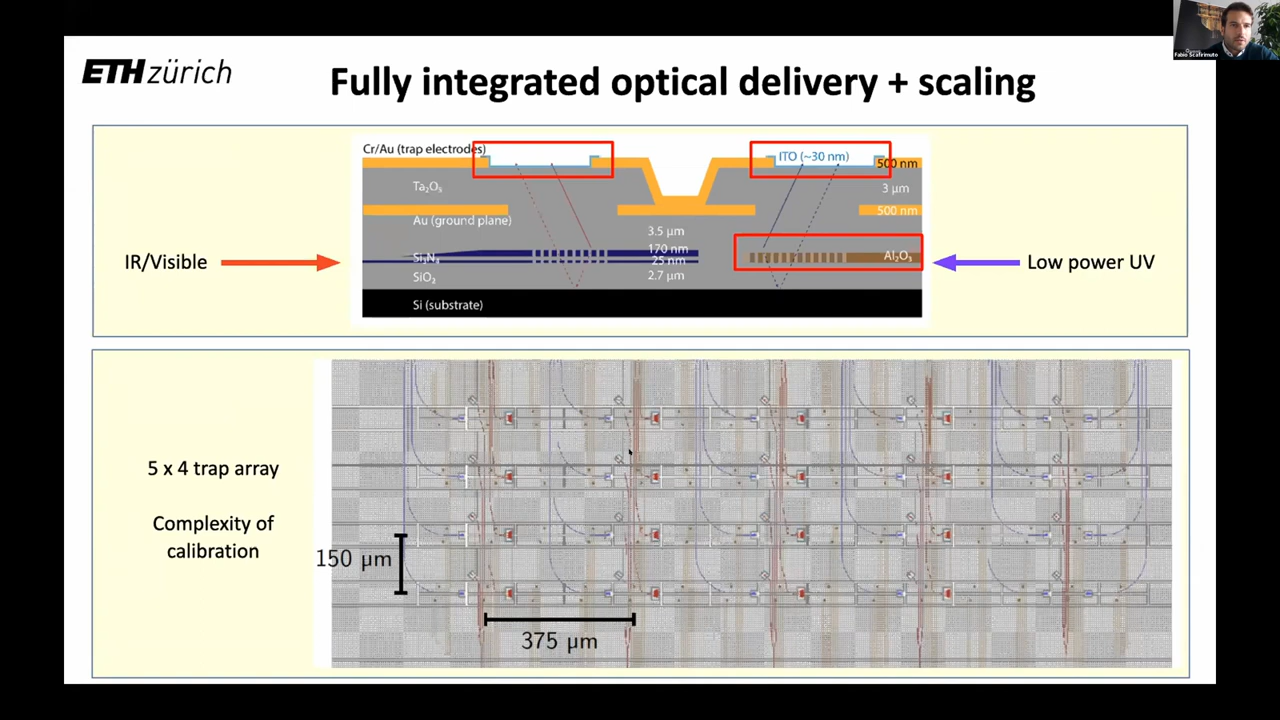 Fabio Scafirimuto
ETH zürich
Fully integrated optical delivery + scaling
Cr/Au (trap electrodes)
ITO (~30 nm)
500 nm
Ta₂O₅
3 µm
500 nm
Au (ground plane)
3.5 µm
170 nm
Si₃N₄
25 nm
Al₂O₃
SiO₂
2.7 µm
Si (substrate)
IR/Visible
Low power UV
5 x 4 trap array
Complexity of
calibration
150 µm
375 µm